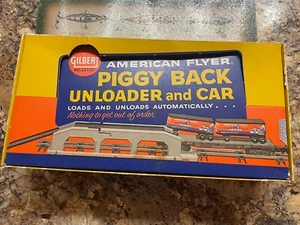 GILBERT
AMERICAN FLYER
PIGGY BACK
UNLOADER and CAR
LOADS AND UNLOADS AUTOMATICALLY...
Nothing to get out of order.